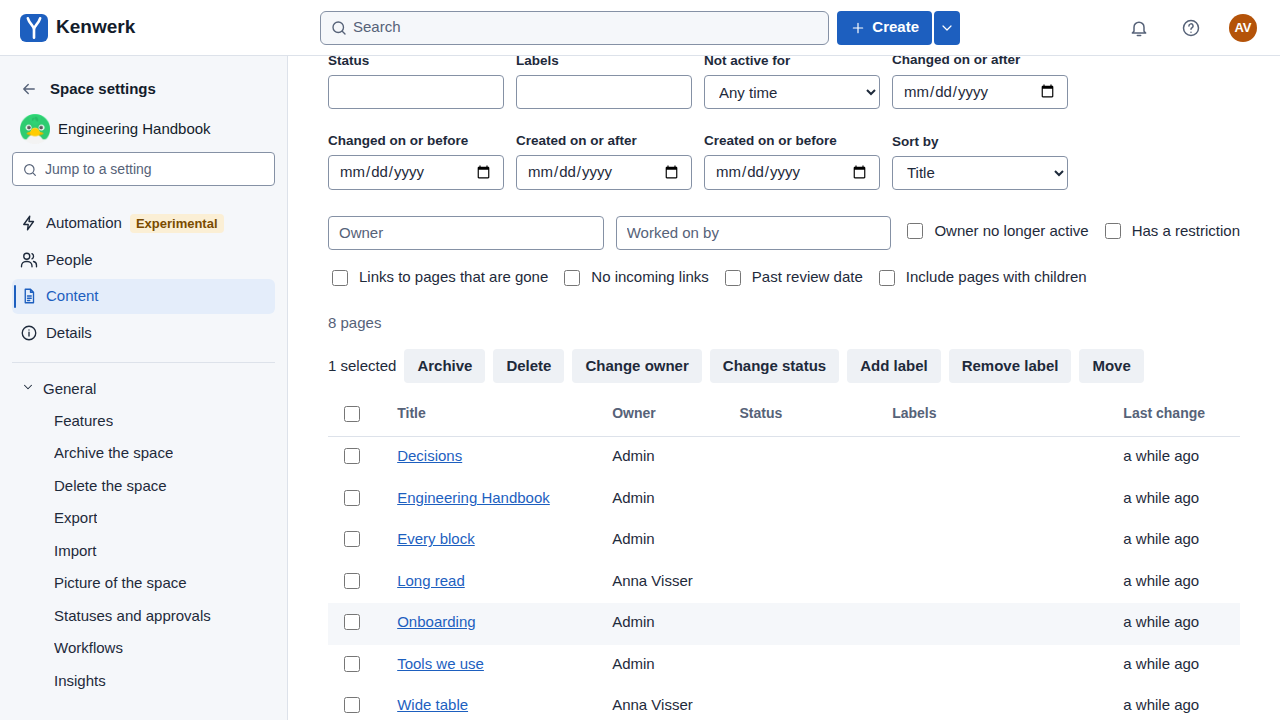 Kenwerk
Search
Create
AV
Space settings
Engineering Handbook
Jump to a setting
Automation Experimental
People
Content
Details
General
Features
Archive the space
Delete the space
Export
Import
Picture of the space
Statuses and approvals
Workflows
Insights
Status Labels Not active for Changed on or after
Any time mm/dd/yyyy
Changed on or before Created on or after Created on or before Sort by
mm/dd/yyyy mm/dd/yyyy mm/dd/yyyy Title
Owner Worked on by Owner no longer active Has a restriction
Links to pages that are gone No incoming links Past review date Include pages with children
8 pages
1 selected Archive Delete Change owner Change status Add label Remove label Move
Title Owner Status Labels Last change
Decisions Admin a while ago
Engineering Handbook Admin a while ago
Every block Admin a while ago
Long read Anna Visser a while ago
Onboarding Admin a while ago
Tools we use Admin a while ago
Wide table Anna Visser a while ago